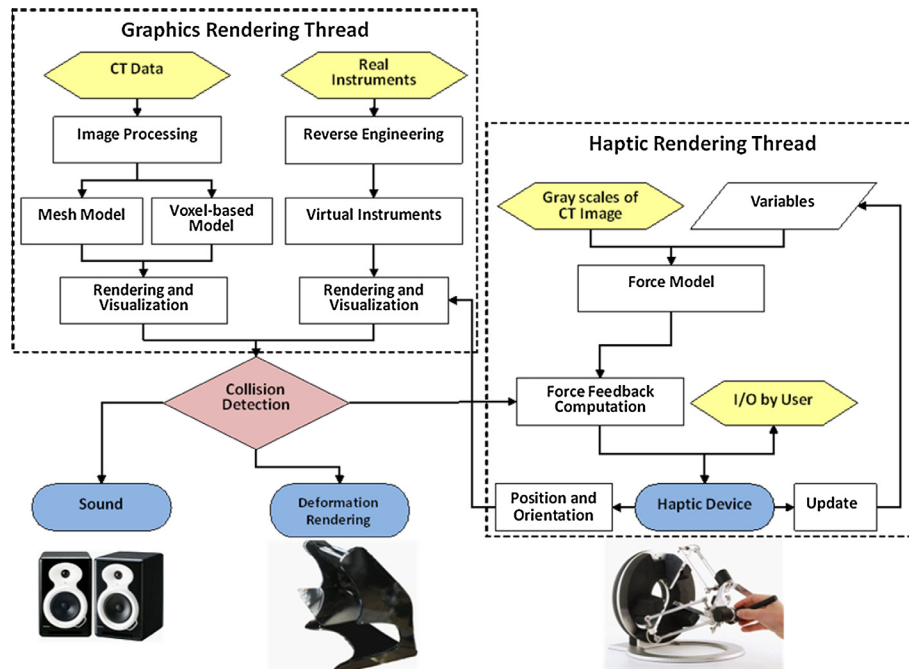 Graphics Rendering Thread
CT Data
Real
Instruments
Image Processing
Reverse Engineering
Mesh Model
Voxel-based
Model
Virtual Instruments
Rendering and
Visualization
Rendering and
Visualization
Haptic Rendering Thread
Gray scales of
CT Image
Variables
Force Model
Collision
Detection
Force Feedback
Computation
I/O by User
Sound
Deformation
Rendering
Position and
Orientation
Haptic Device
Update